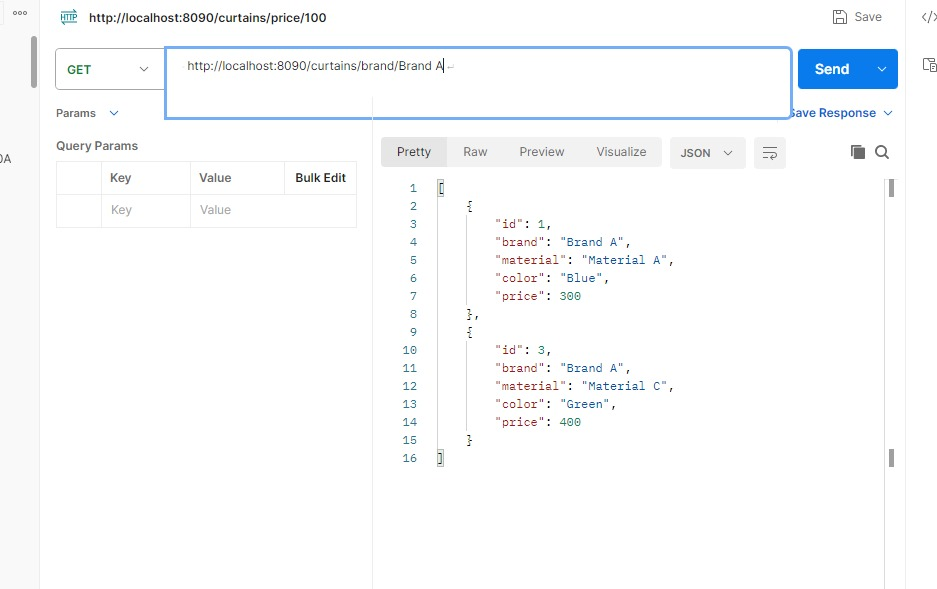 HTTP http://localhost:8090/curtains/price/100 Save
GET http://localhost:8090/curtains/brand/Brand A Send
Params Save Response
Query Params
Key Value Bulk Edit
Key Value
0A
Pretty Raw Preview Visualize JSON
1 [
2 {
3 "id": 1,
4 "brand": "Brand A",
5 "material": "Material A",
6 "color": "Blue",
7 "price": 300
8 },
9 {
10 "id": 3,
11 "brand": "Brand A",
12 "material": "Material C",
13 "color": "Green",
14 "price": 400
15 }
16 ]